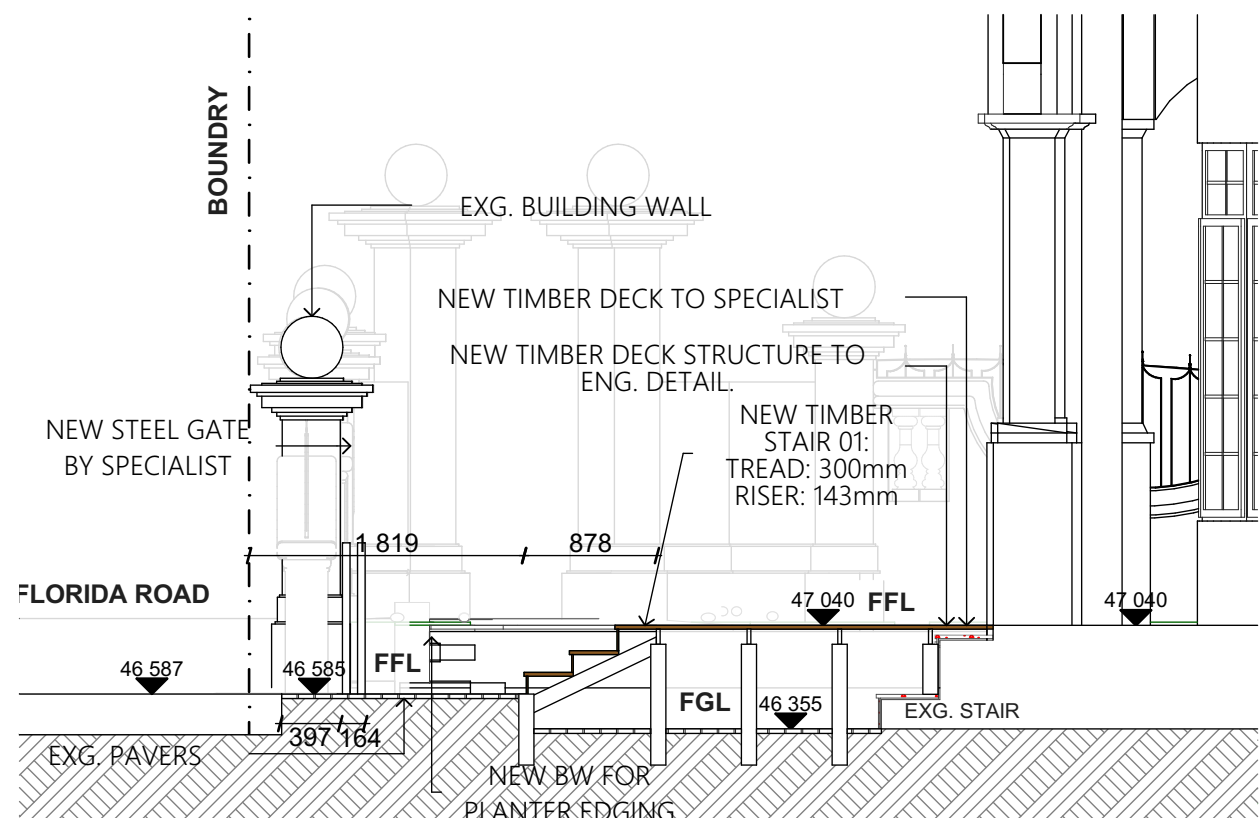 BOUNDRY
EXG. BUILDING WALL
NEW TIMBER DECK TO SPECIALIST
NEW TIMBER DECK STRUCTURE TO
ENG. DETAIL.
NEW TIMBER
STAIR 01:
TREAD: 300mm
RISER: 143mm
NEW STEEL GATE
BY SPECIALIST
1 819
878
FLORIDA ROAD
47 040
FFL
47 040
46 587
46 585
FFL
FGL
46 355
EXG. STAIR
397
164
EXG. PAVERS
NEW BW FOR
PLANTER EDGING